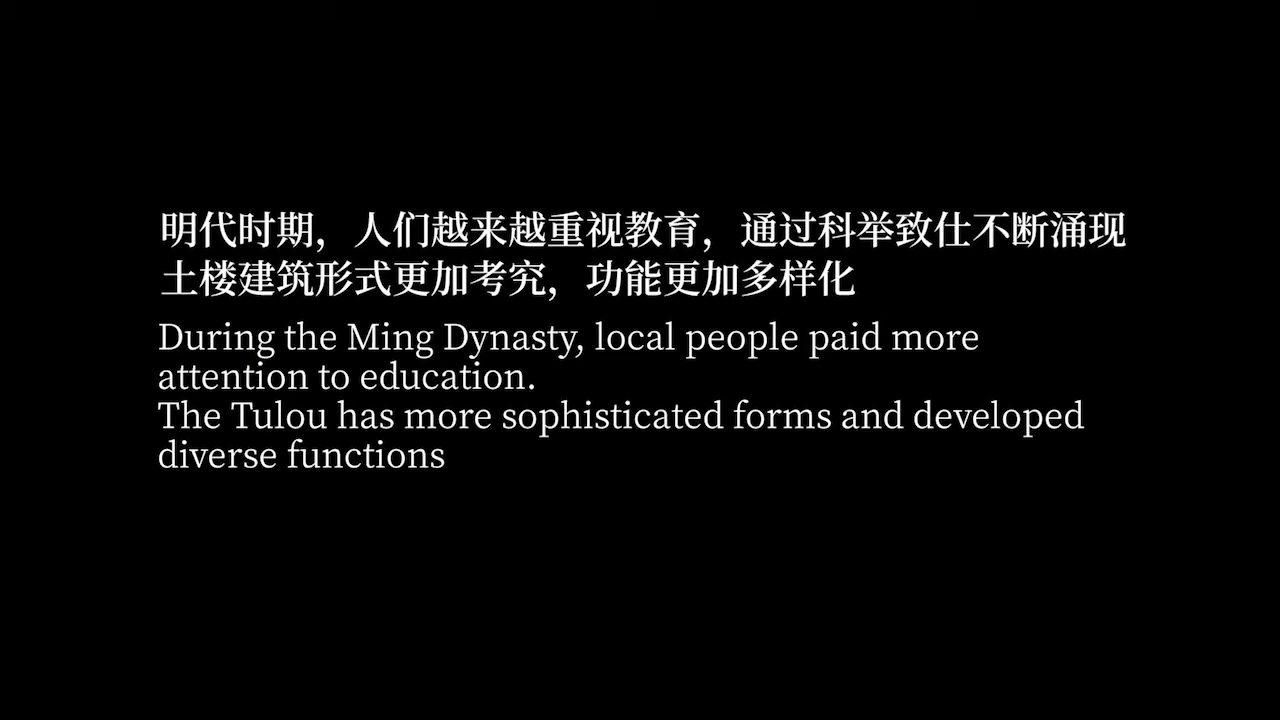 明代时期，人们越来越重视教育，通过科举致仕不断涌现
土楼建筑形式更加考究，功能更加多样化
During the Ming Dynasty, local people paid more
attention to education.
The Tulou has more sophisticated forms and developed
diverse functions